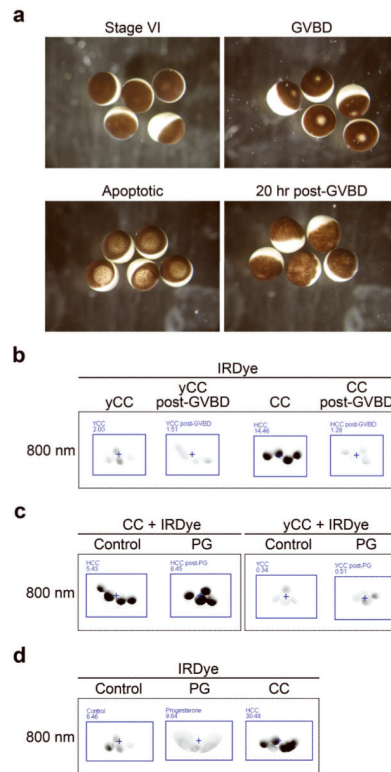 a
Stage VI GVBD
Apoptotic 20 hr post-GVBD
b
IRDye
yCC yCC post-GVBD CC CC post-GVBD
800 nm
YCC 2.00 YCC post-GVBD 1.51 HCC 14.46 HCC post-GVBD 1.28
c
CC + IRDye yCC + IRDye
Control PG Control PG
800 nm
HCC 5.43 HCC post-PG 8.45 YCC 0.34 YCC post-PG 0.51
d
IRDye
Control PG CC
800 nm
Control 6.46 Progesterone 9.64 HCC 30.48